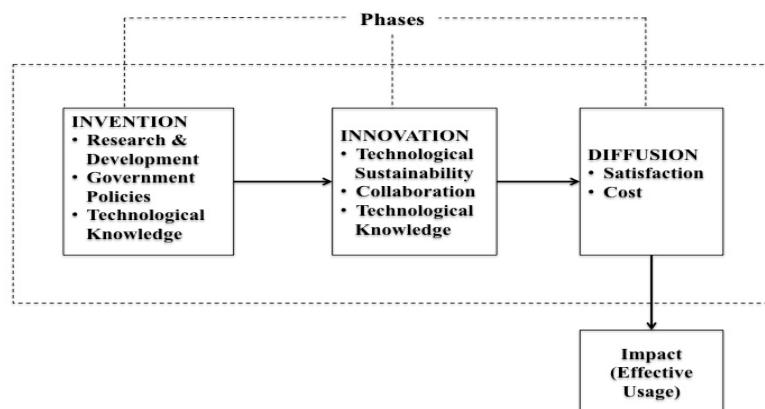 Phases
INVENTION
• Research &
Development
• Government
Policies
• Technological
Knowledge
INNOVATION
• Technological
Sustainability
• Collaboration
• Technological
Knowledge
DIFFUSION
• Satisfaction
• Cost
Impact
(Effective
Usage)